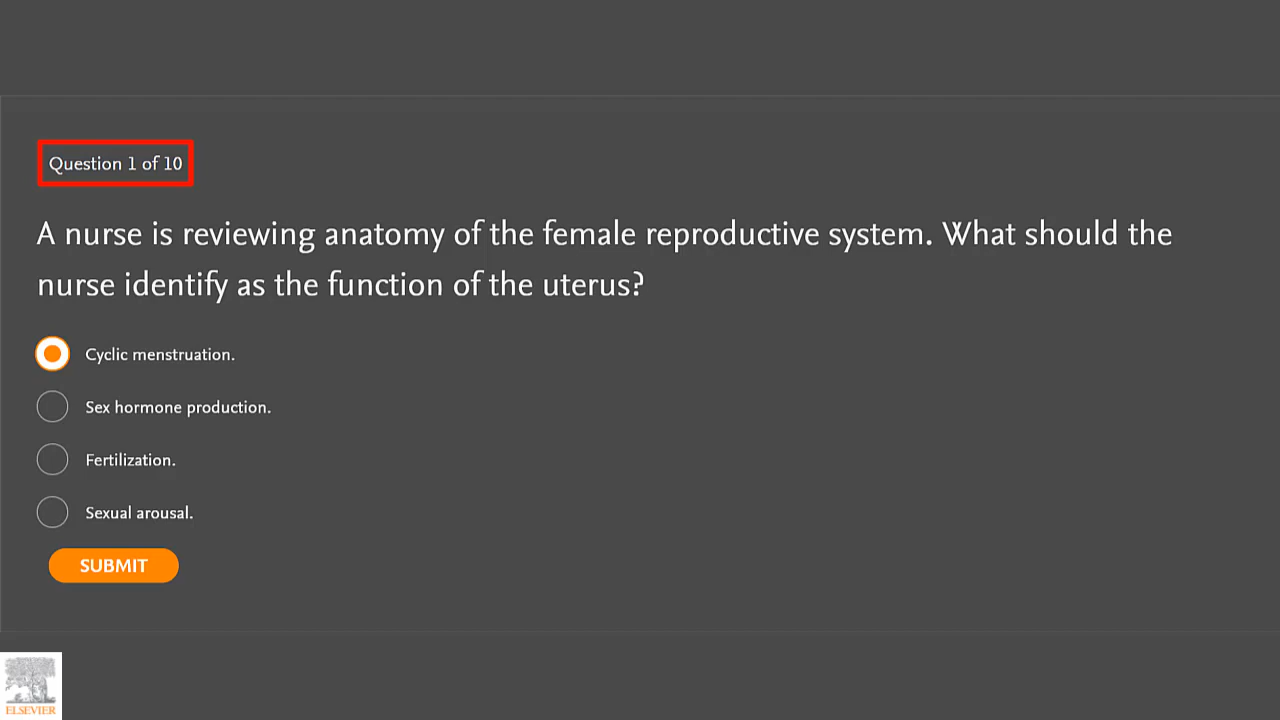 Question 1 of 10
A nurse is reviewing anatomy of the female reproductive system. What should the
nurse identify as the function of the uterus?
Cyclic menstruation.
Sex hormone production.
Fertilization.
Sexual arousal.
SUBMIT
ELSEVIER